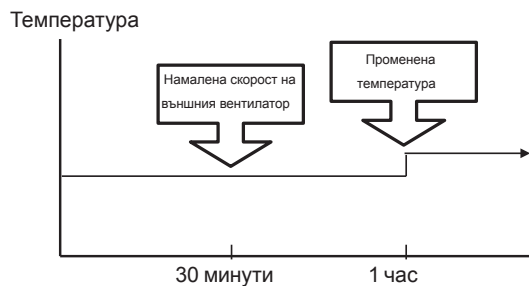 Температура
Намалена скорост на
външния вентилатор
Променена
температура
30 минути
1 час